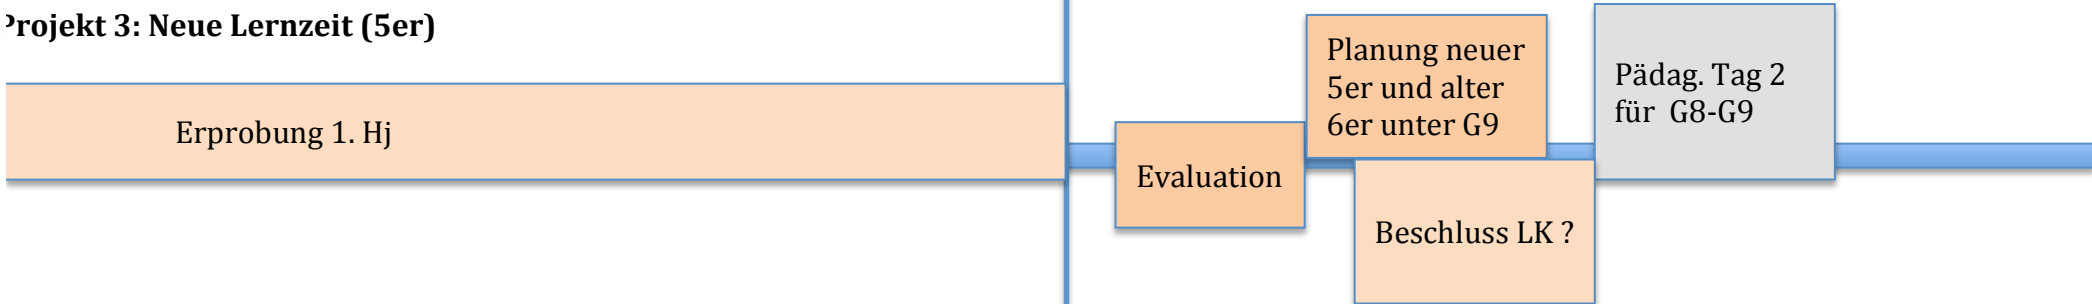 Projekt 3: Neue Lernzeit (5er)
Erprobung 1. Hj
Evaluation
Planung neuer
5er und alter
6er unter G9
Beschluss LK ?
Pädag. Tag 2
für G8-G9